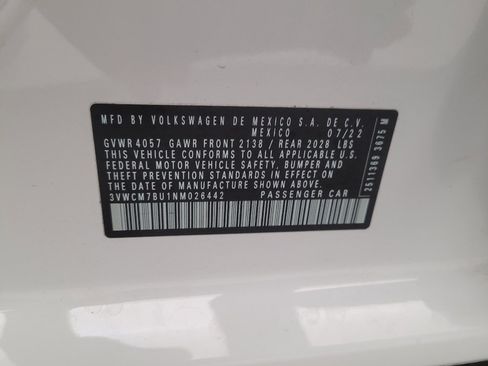 MFD BY VOLKSWAGEN DE MEXICO S.A. DE C.V.
MEXICO 07/22
GVWR 4057 GAWR FRONT 2138 / REAR 2028 LBS
THIS VEHICLE CONFORMS TO ALL APPLICABLE U.S.
FEDERAL MOTOR VEHICLE SAFETY, BUMPER AND
THEFT PREVENTION STANDARDS IN EFFECT ON
THE DATE OF MANUFACTURE SHOWN ABOVE.
3VWCM7BU1NM026442 PASSENGER CAR
2511369 3675 M